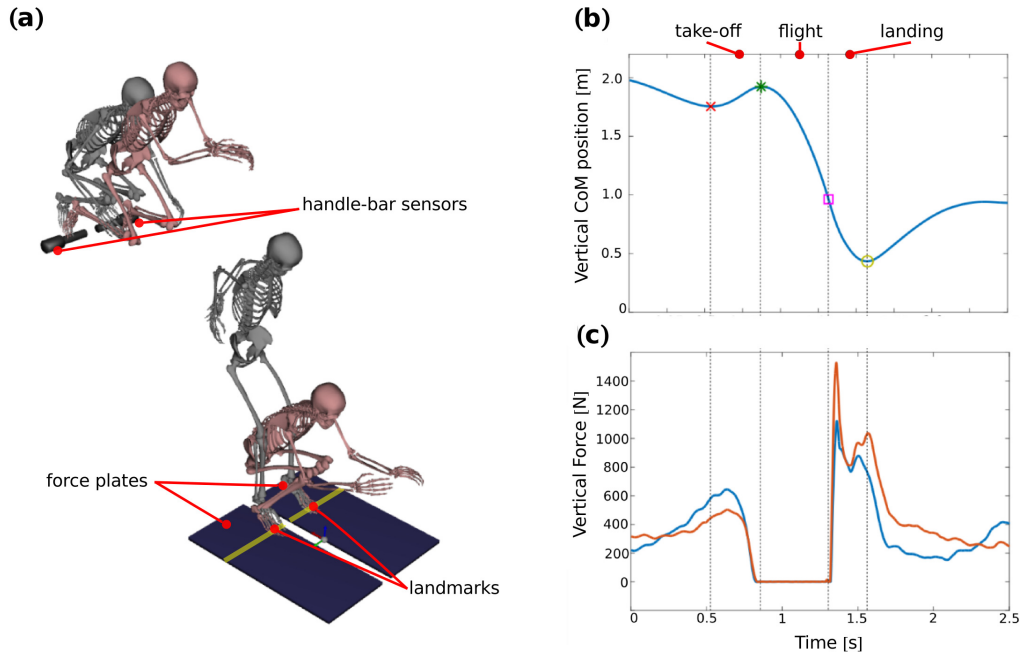 (a)
handle-bar sensors
force plates
landmarks
(b)
take-off flight landing
Vertical CoM position [m]
2.0
1.5
1.0
0.5
0
(c)
Vertical Force [N]
1400
1200
1000
800
600
400
200
0
0 0.5 1 1.5 2 2.5
Time [s]